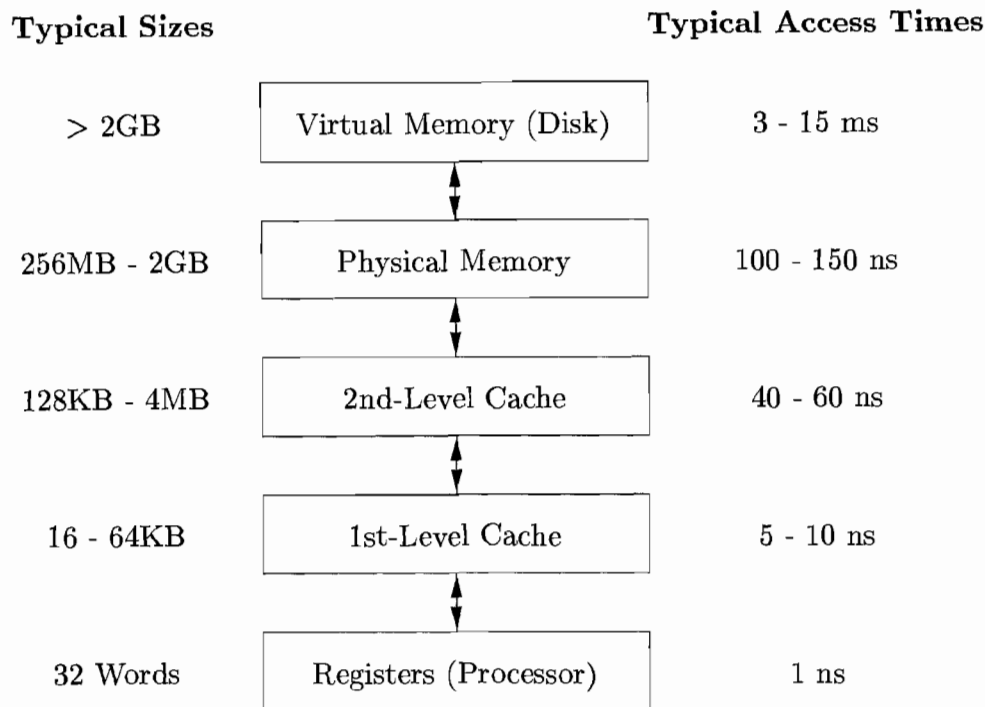 Typical Sizes
Typical Access Times
> 2GB
Virtual Memory (Disk)
3 - 15 ms
256MB - 2GB
Physical Memory
100 - 150 ns
128KB - 4MB
2nd-Level Cache
40 - 60 ns
16 - 64KB
1st-Level Cache
5 - 10 ns
32 Words
Registers (Processor)
1 ns